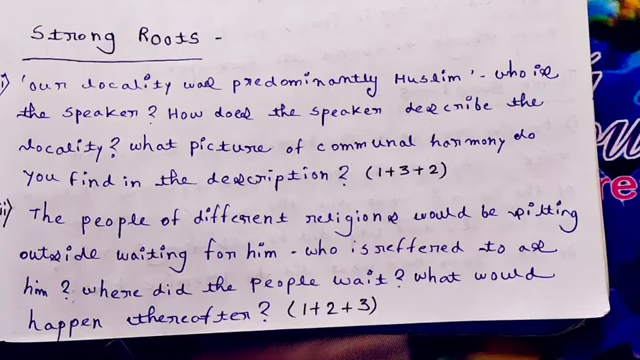 Strong Roots -
i) 'Our locality was predominantly Muslim' - who is
the speaker? How does the speaker describe the
locality? What picture of communal harmony do
you find in the description? (1+3+2)
ii) The people of different religions would be sitting
outside waiting for him - who is reffered to as
him? where did the people wait? What would
happen thereafter? (1+2+3)